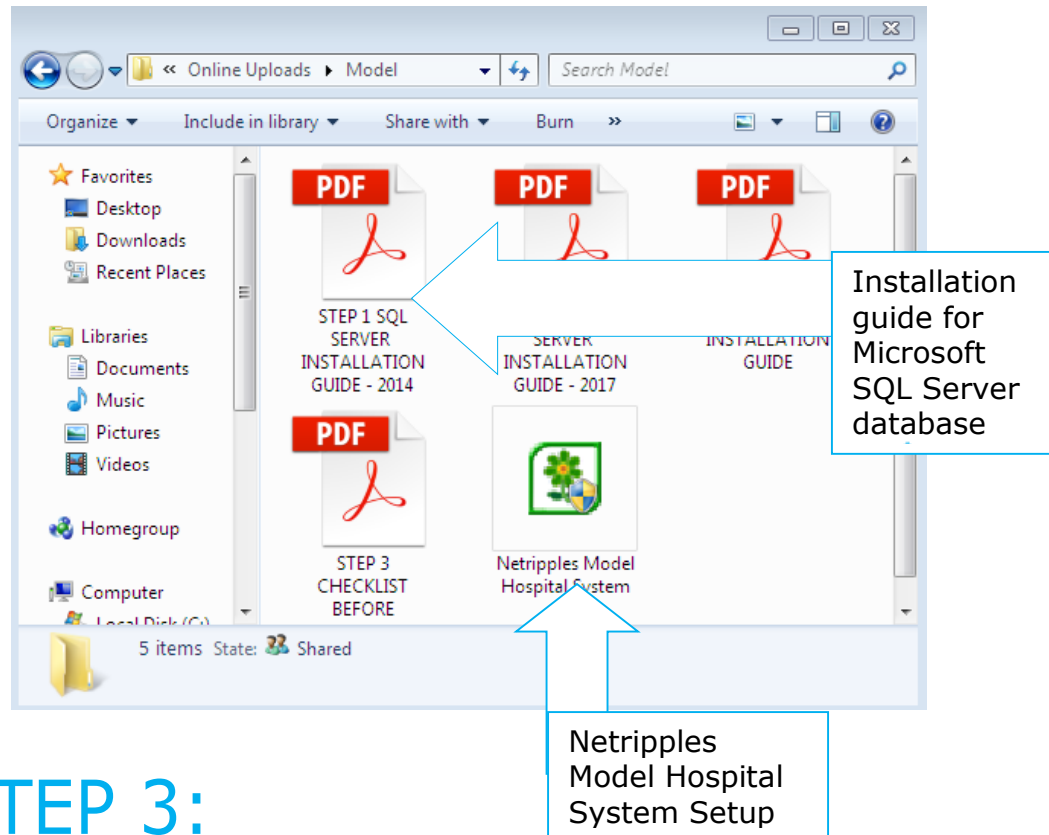 « Online Uploads ▸ Model
Search Model
Organize
Include in library
Share with
Burn
»
Favorites
Desktop
Downloads
Recent Places
Libraries
Documents
Music
Pictures
Videos
Homegroup
Computer
PDF
PDF
PDF
STEP 1 SQL
SERVER
INSTALLATION
GUIDE - 2014
SERVER
INSTALLATION
GUIDE - 2017
INSTALLATION
GUIDE
PDF
STEP 3
CHECKLIST
BEFORE
Netripples Model
Hospital System
5 items State: Shared
Installation
guide for
Microsoft
SQL Server
database
Netripples
Model Hospital
System Setup
TEP 3: